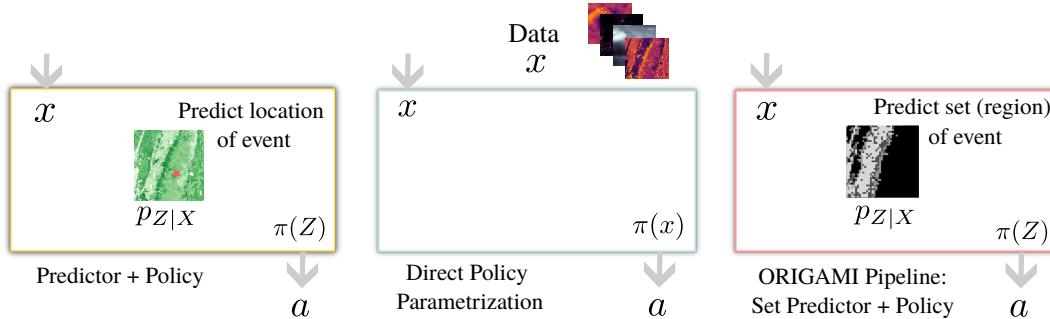 Data
x
x
Predict location
of event
p_{Z|X}
π(Z)
Predictor + Policy
a
x
π(x)
Direct Policy
Parametrization
a
x
Predict set (region)
of event
p_{Z|X}
π(Z)
ORIGAMI Pipeline:
Set Predictor + Policy
a